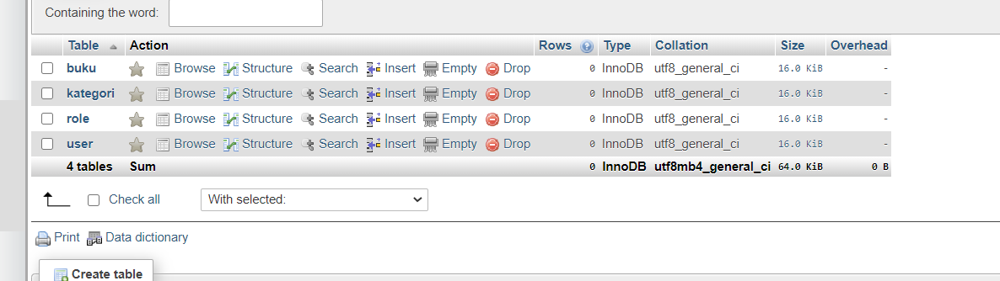 Containing the word:
Table Action Rows Type Collation Size Overhead
buku Browse Structure Search Insert Empty Drop 0 InnoDB utf8_general_ci 16.0 KiB -
kategori Browse Structure Search Insert Empty Drop 0 InnoDB utf8_general_ci 16.0 KiB -
role Browse Structure Search Insert Empty Drop 0 InnoDB utf8_general_ci 16.0 KiB -
user Browse Structure Search Insert Empty Drop 0 InnoDB utf8_general_ci 16.0 KiB -
4 tables Sum 0 InnoDB utf8mb4_general_ci 64.0 KiB 0 B
Check all With selected:
Print Data dictionary
Create table